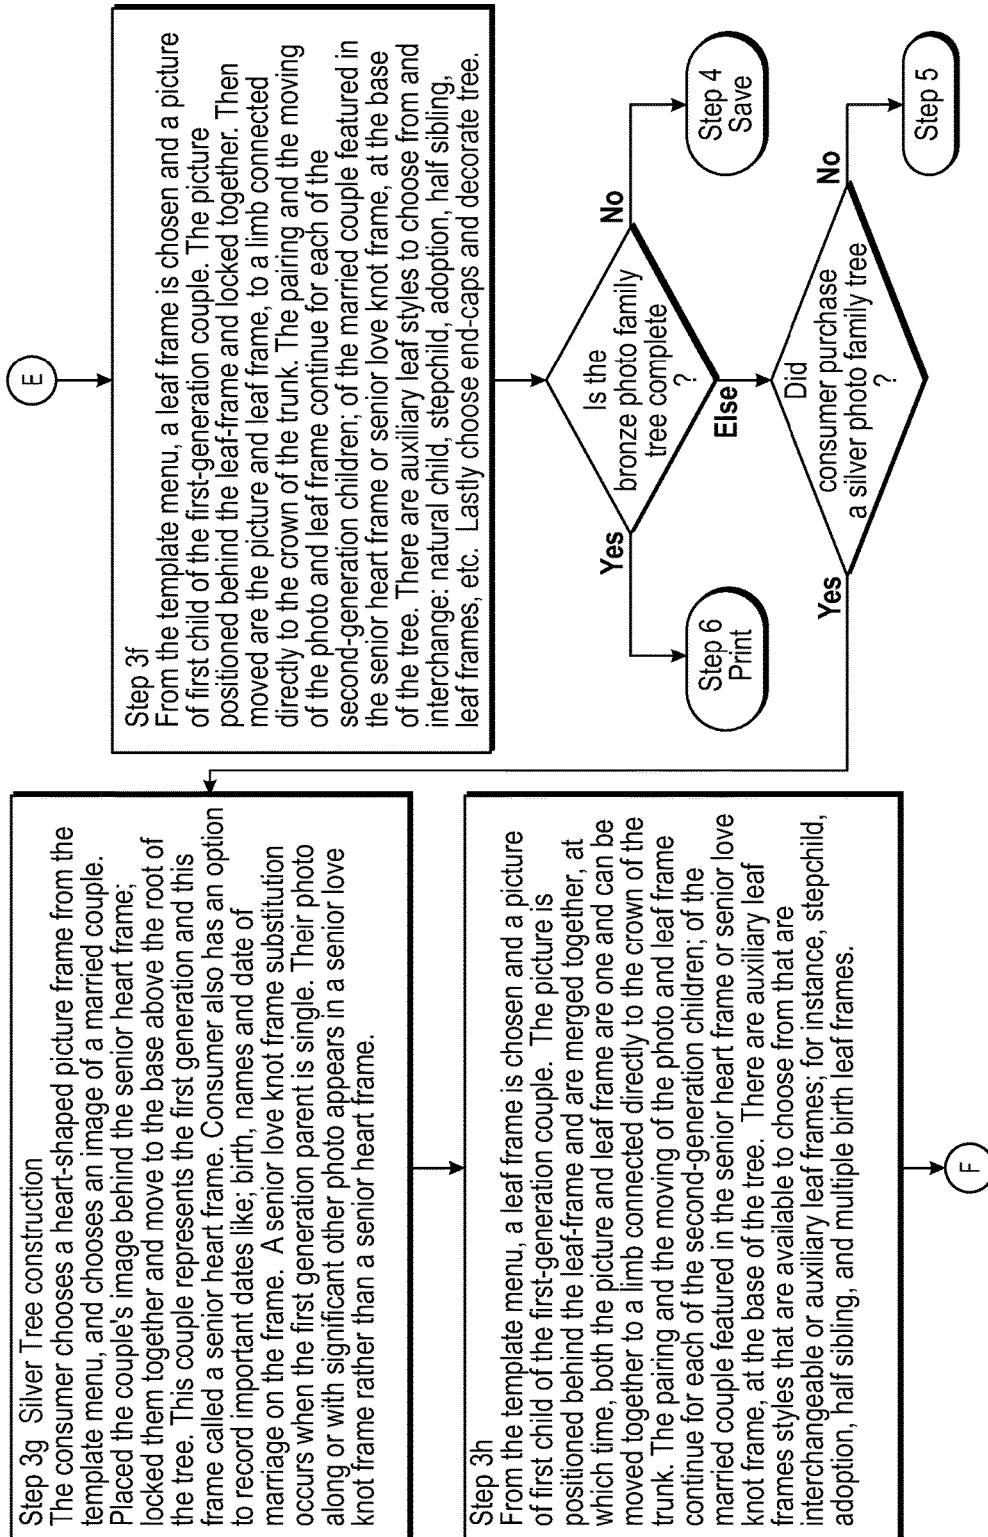 E
Step 3f
From the template menu, a leaf frame is chosen and a picture
of first child of the first-generation couple. The picture
positioned behind the leaf-frame and locked together. Then
moved are the picture and leaf frame, to a limb connected
directly to the crown of the trunk. The pairing and the moving
of the photo and leaf frame continue for each of the
second-generation children; of the married couple featured in
the senior heart frame or senior love knot frame, at the base
of the tree. There are auxiliary leaf styles to choose from and
interchange: natural child, stepchild, adoption, half sibling,
leaf frames, etc. Lastly choose end-caps and decorate tree.
Is the
bronze photo family
tree complete
?
Yes
No
Else
Step 6
Print
Step 4
Save
Did
consumer purchase
a silver photo family tree
?
Yes
No
Step 5
Step 3g Silver Tree construction
The consumer chooses a heart-shaped picture frame from the
template menu, and chooses an image of a married couple.
Placed the couple's image behind the senior heart frame;
locked them together and move to the base above the root of
the tree. This couple represents the first generation and this
frame called a senior heart frame. Consumer also has an option
to record important dates like; birth, names and date of
marriage on the frame. A senior love knot frame substitution
occurs when the first generation parent is single. Their photo
along or with significant other photo appears in a senior love
knot frame rather than a senior heart frame.
Step 3h
From the template menu, a leaf frame is chosen and a picture
of first child of the first-generation couple. The picture is
positioned behind the leaf-frame and are merged together, at
which time, both the picture and leaf frame are one and can be
moved together to a limb connected directly to the crown of the
trunk. The pairing and the moving of the photo and leaf frame
continue for each of the second-generation children; of the
married couple featured in the senior heart frame or senior love
knot frame, at the base of the tree. There are auxiliary leaf
frames styles that are available to choose from that are
interchangeable or auxiliary leaf frames; for instance, stepchild,
adoption, half sibling, and multiple birth leaf frames.
F